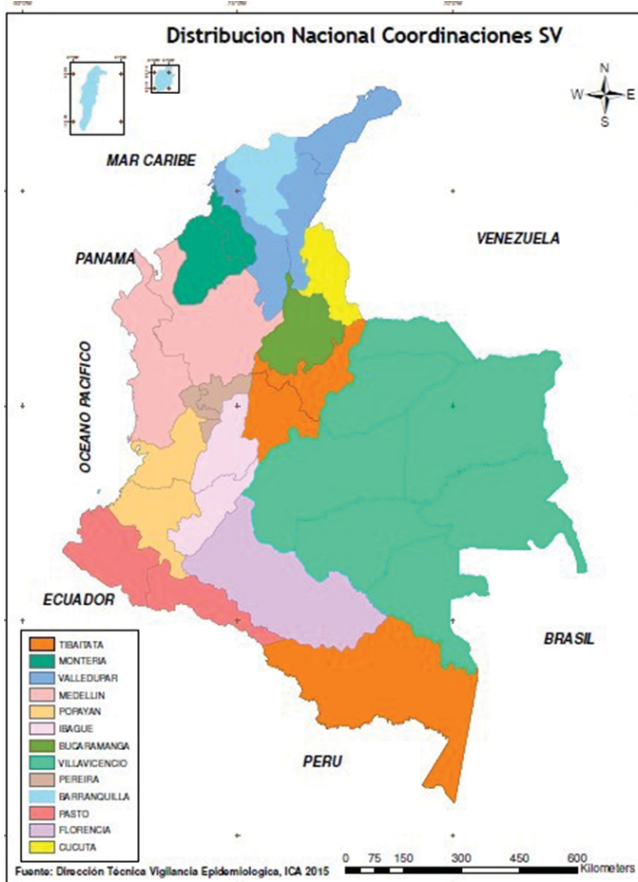 Distribucion Nacional Coordinaciones SV
N
W E
S
MAR CARIBE
VENEZUELA
PANAMA
OCEANO PACIFICO
ECUADOR
BRASIL
PERU
TIBAITATA
MONTERIA
VALLEDUPAR
MEDELLIN
POPAYAN
IBAGUE
BUCARAMANGA
VILLAVICENCIO
PEREIRA
BARRANQUILLA
PASTO
FLORENCIA
CUCUTA
Fuente: Dirección Técnica Vigilancia Epidemiologica, ICA 2015
0 75 150 300 450 600
Kilometers